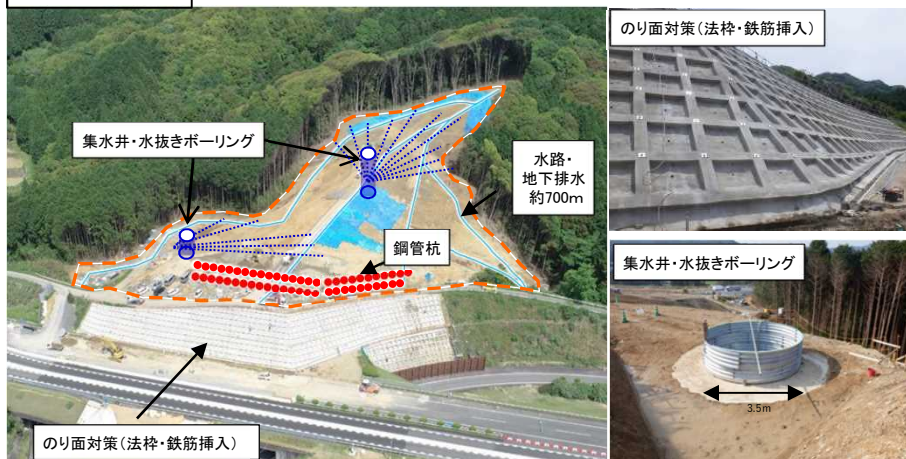 集水井・水抜きボーリング
水路・
地下排水
約700m
鋼管杭
のり面対策(法枠・鉄筋挿入)
のり面対策(法枠・鉄筋挿入)
集水井・水抜きボーリング
3.5m